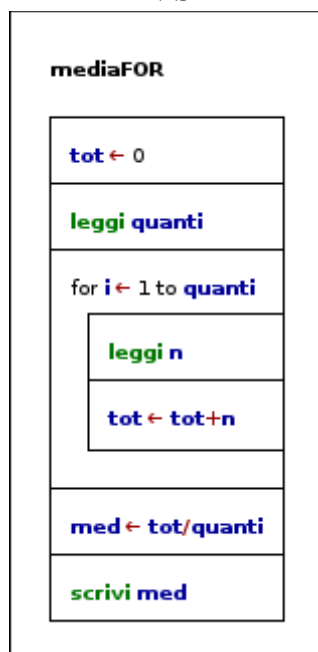 mediaFOR
tot ← 0
leggi quanti
for i ← 1 to quanti
leggi n
tot ← tot+n
med ← tot/quanti
scrivi med